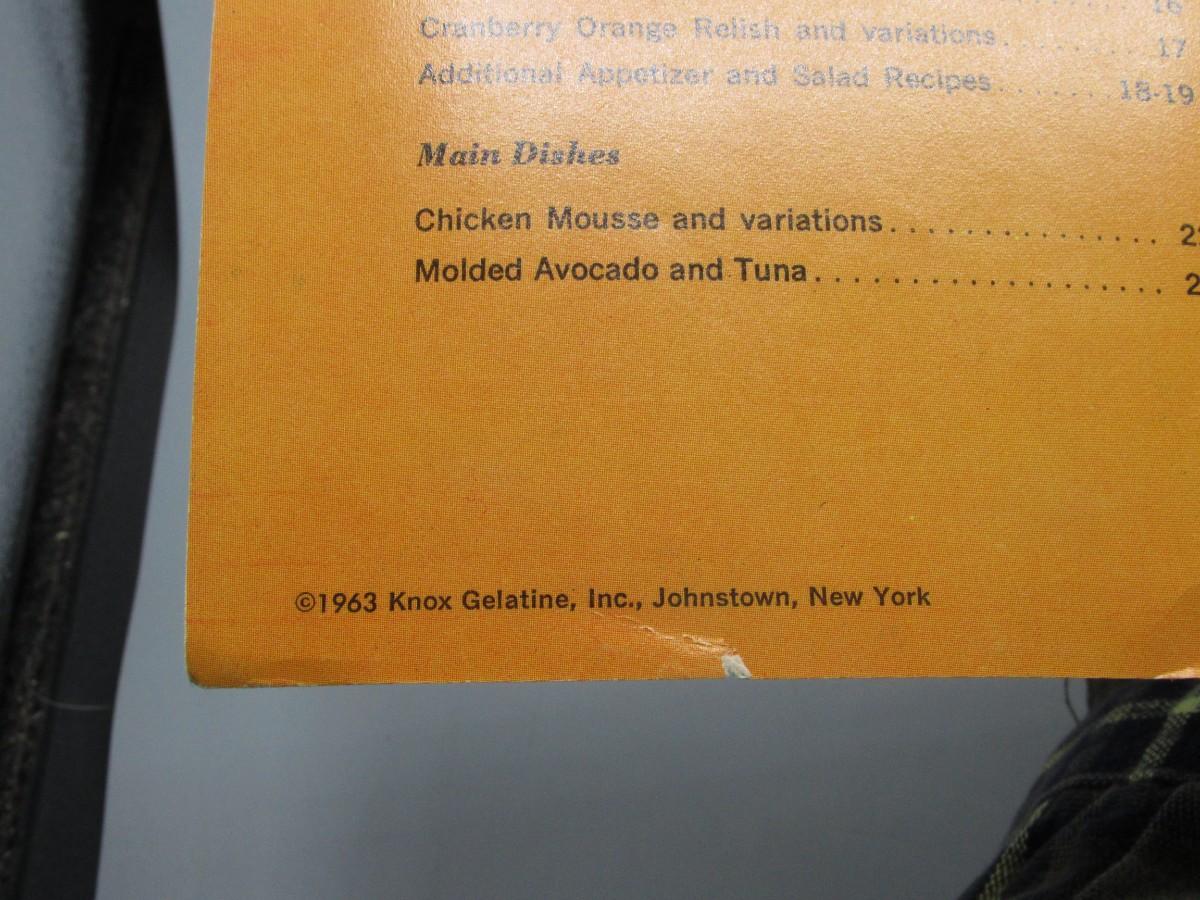 16
Cranberry Orange Relish and variations........ 17
Additional Appetizer and Salad Recipes........18-19
Main Dishes
Chicken Mousse and variations...............
Molded Avocado and Tuna...................
©1963 Knox Gelatine, Inc., Johnstown, New York